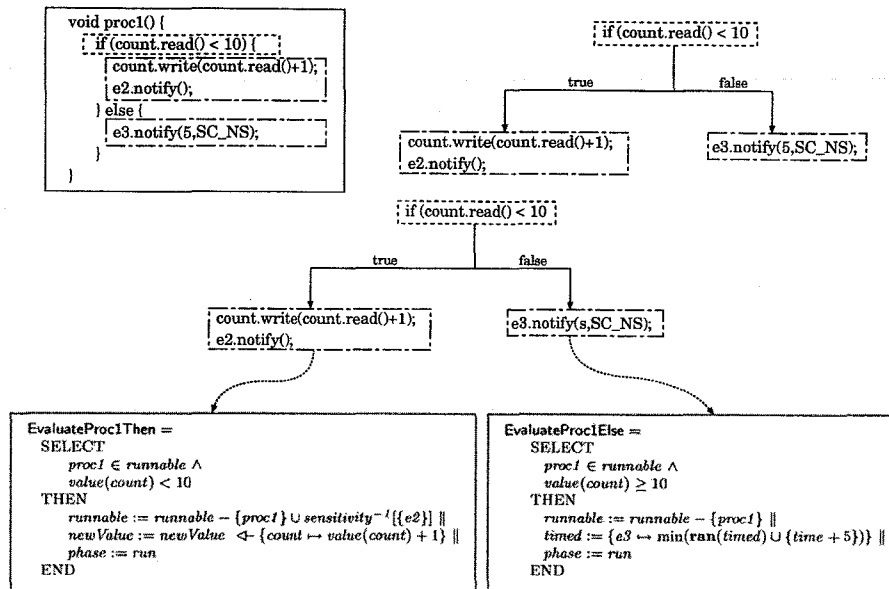 void proc1() {
if (count.read() < 10) {
count.write(count.read()+1);
e2.notify();
} else {
e3.notify(5,SC_NS);
}
}
if (count.read() < 10
true false
count.write(count.read()+1);
e2.notify();
e3.notify(5,SC_NS);
if (count.read() < 10
true false
count.write(count.read()+1);
e2.notify();
e3.notify(s,SC_NS);
EvaluateProc1Then =
SELECT
proc1 ∈ runnable ∧
value(count) < 10
THEN
runnable := runnable − {proc1} ∪ sensitivity⁻¹[{e2}] ||
newValue := newValue <+ {count ↦ value(count) + 1} ||
phase := run
END
EvaluateProc1Else =
SELECT
proc1 ∈ runnable ∧
value(count) ≥ 10
THEN
runnable := runnable − {proc1} ||
timed := {e3 ↦ min(ran(timed) ∪ {time + 5})} ||
phase := run
END